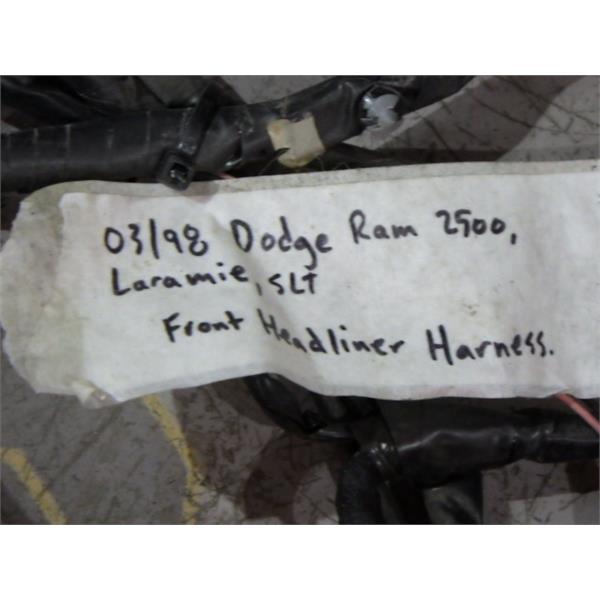 03/98 Dodge Ram 2500,
Laramie, SLT
Front Headliner Harness.